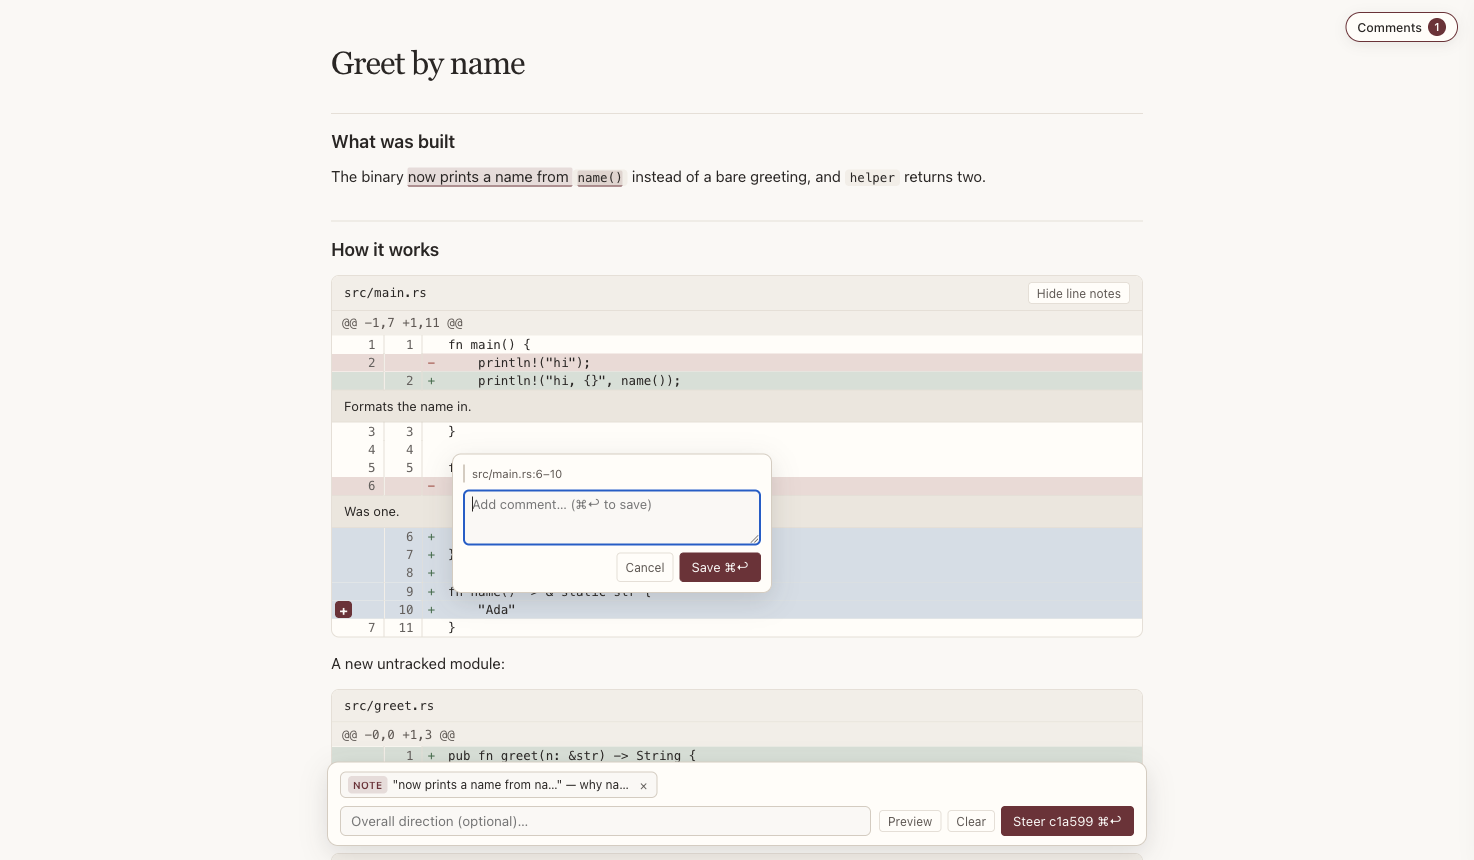 Comments 1
Greet by name
What was built
The binary now prints a name from name() instead of a bare greeting, and helper returns two.
How it works
src/main.rs
Hide line notes
@@ −1,7 +1,11 @@
1 1 fn main() {
2 − println!("hi");
2 + println!("hi, {}", name());
Formats the name in.
3 3 }
4 4
5 5
6 −
src/main.rs:6–10
Add comment… (⌘↩ to save)
Cancel
Save ⌘↩
Was one.
6 +
7 + }
8 +
9 + fn name() -> &'static str {
+ 10 + "Ada"
7 11 }
A new untracked module:
src/greet.rs
@@ −0,0 +1,3 @@
1 + pub fn greet(n: &str) -> String {
NOTE "now prints a name from na…" — why na… ×
Overall direction (optional)…
Preview
Clear
Steer c1a599 ⌘↩